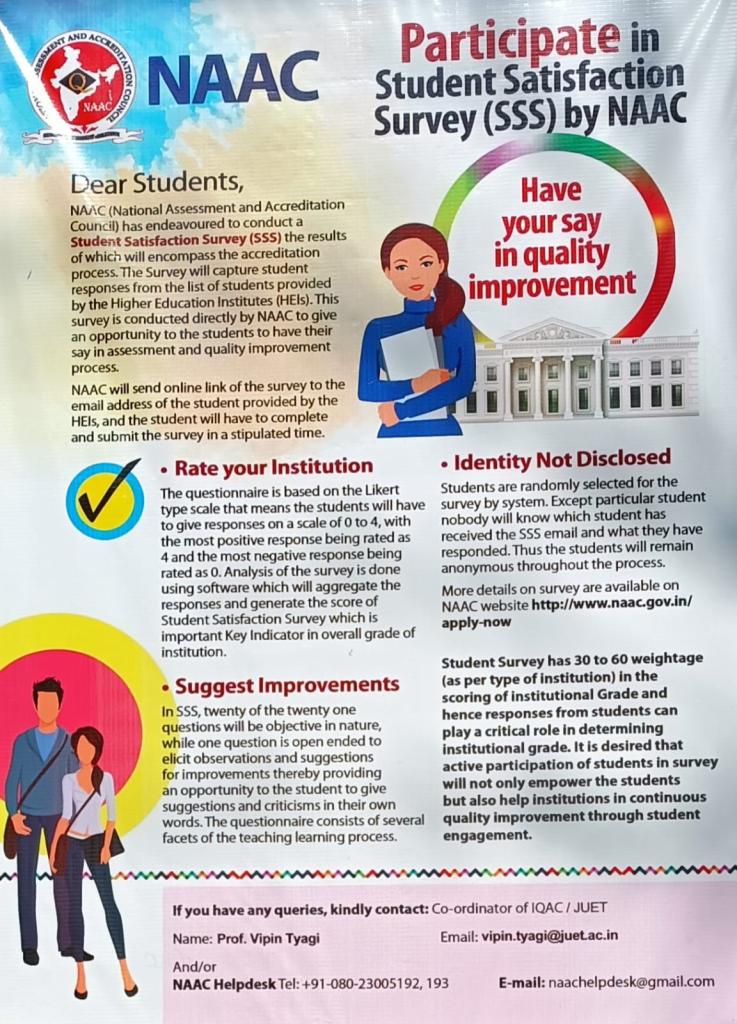 ASSESSMENT AND ACCREDITATION COUNCIL
Q
NAAC
NAAC
Participate in
Student Satisfaction
Survey (SSS) by NAAC
Dear Students,
NAAC (National Assessment and Accreditation
Council) has endeavoured to conduct a
Student Satisfaction Survey (SSS) the results
of which will encompass the accreditation
process. The Survey will capture student
responses from the list of students provided
by the Higher Education Institutes (HEIs). This
survey is conducted directly by NAAC to give
an opportunity to the students to have their
say in assessment and quality improvement
process.
NAAC will send online link of the survey to the
email address of the student provided by the
HEIs, and the student will have to complete
and submit the survey in a stipulated time.
Have
your say
in quality
improvement
• Rate your Institution
The questionnaire is based on the Likert
type scale that means the students will have
to give responses on a scale of 0 to 4, with
the most positive response being rated as
4 and the most negative response being
rated as 0. Analysis of the survey is done
using software which will aggregate the
responses and generate the score of
Student Satisfaction Survey which is
important Key Indicator in overall grade of
institution.
• Suggest Improvements
In SSS, twenty of the twenty one
questions will be objective in nature,
while one question is open ended to
elicit observations and suggestions
for improvements thereby providing
an opportunity to the student to give
suggestions and criticisms in their own
words. The questionnaire consists of several
facets of the teaching learning process.
• Identity Not Disclosed
Students are randomly selected for the
survey by system. Except particular student
nobody will know which student has
received the SSS email and what they have
responded. Thus the students will remain
anonymous throughout the process.
More details on survey are available on
NAAC website http://www.naac.gov.in/
apply-now
Student Survey has 30 to 60 weightage
(as per type of institution) in the
scoring of institutional Grade and
hence responses from students can
play a critical role in determining
institutional grade. It is desired that
active participation of students in survey
will not only empower the students
but also help institutions in continuous
quality improvement through student
engagement.
If you have any queries, kindly contact: Co-ordinator of IQAC / JUET
Name: Prof. Vipin Tyagi
Email: vipin.tyagi@juet.ac.in
And/or
NAAC Helpdesk Tel: +91-080-23005192, 193
E-mail: naachelpdesk@gmail.com